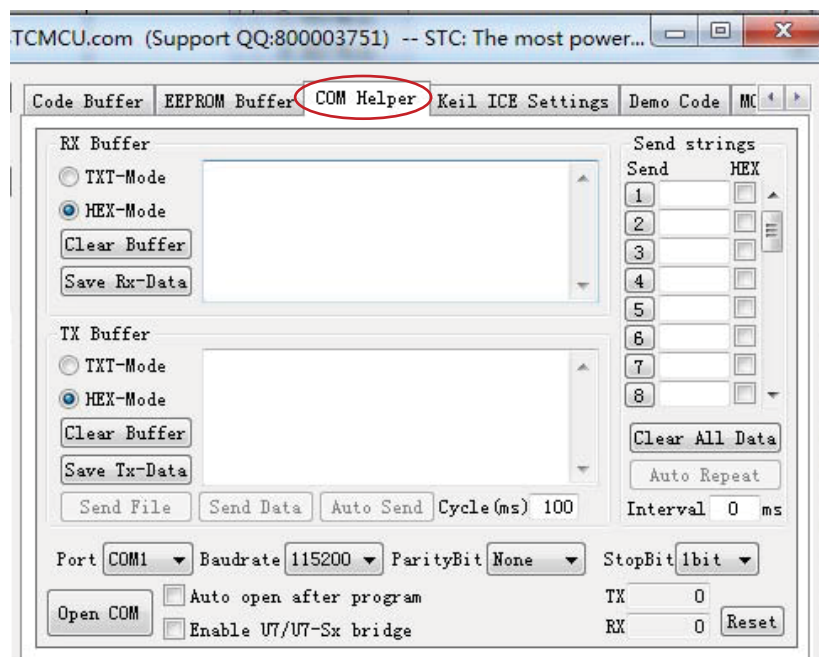 TCMCU.com (Support QQ:800003751) -- STC: The most power...
Code Buffer EEPROM Buffer COM Helper Keil ICE Settings Demo Code MC
RX Buffer
TXT-Mode
HEX-Mode
Clear Buffer
Save Rx-Data
TX Buffer
TXT-Mode
HEX-Mode
Clear Buffer
Save Tx-Data
Send File Send Data Auto Send Cycle(ms) 100
Send strings
Send HEX
1
2
3
4
5
6
7
8
Clear All Data
Auto Repeat
Interval 0 ms
Port COM1 Baudrate 115200 ParityBit None StopBit 1bit
Open COM
Auto open after program
Enable U7/U7-Sx bridge
TX 0
RX 0 Reset